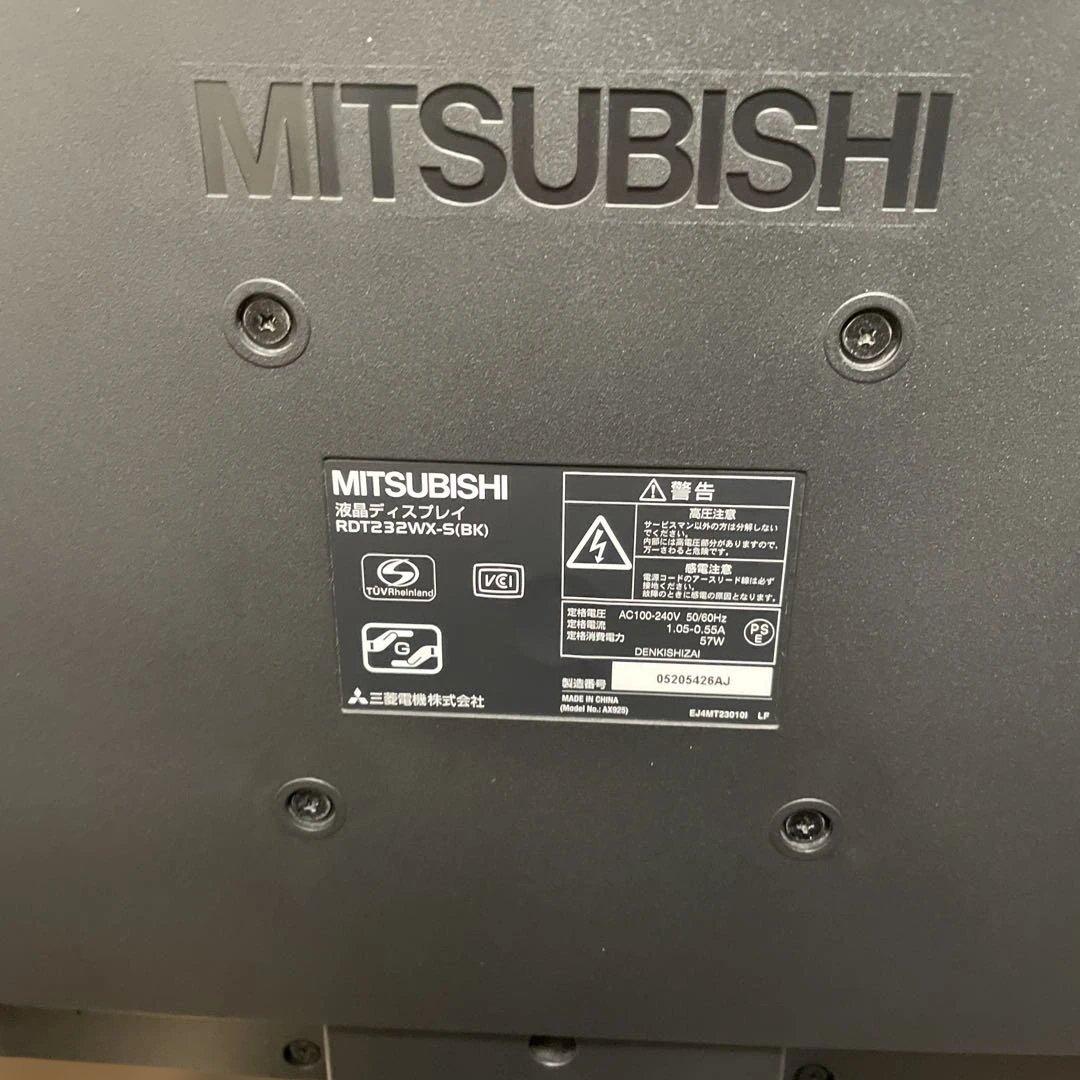 MITSUBISHI
MITSUBISHI
液晶ディスプレイ
RDT232WX-S(BK)
TÜVRheinland
VCI
G
三菱電機株式会社
警告
高圧注意
サービスマン以外の方は分解しない
でください。
内部には高電圧部分がありますので、
万一さわると危険です。
感電注意
電源コードのアースリード線は必ず
接地ください。
故障のときに感電の原因となります。
定格電圧 AC100-240V 50/60Hz
定格電流 1.05-0.55A
定格消費電力 57W
PS
E
DENKISHIZAI
製造番号 05205426AJ
MADE IN CHINA
(Model No.: AX925)
EJ4MT23010I LF